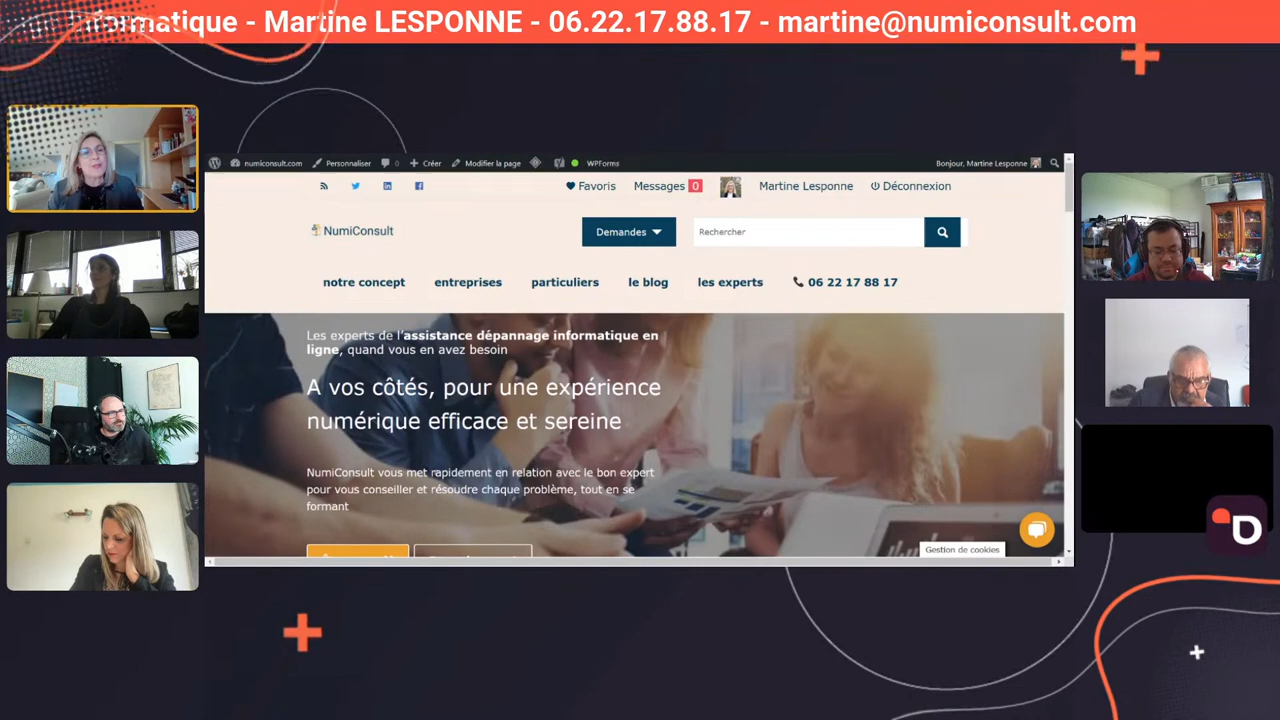 Informatique - Martine LESPONNE - 06.22.17.88.17 - martine@numiconsult.com
numiconsult.com Personnaliser 0 Créer Modifier la page WPForms Bonjour, Martine Lesponne
Favoris Messages 0 Martine Lesponne Déconnexion
NumiConsult Demandes Rechercher
notre concept entreprises particuliers le blog les experts 06 22 17 88 17
Les experts de l'assistance dépannage informatique en
ligne, quand vous en avez besoin
A vos côtés, pour une expérience
numérique efficace et sereine
NumiConsult vous met rapidement en relation avec le bon expert
pour vous conseiller et résoudre chaque problème, tout en se
formant
Gestion de cookies
D